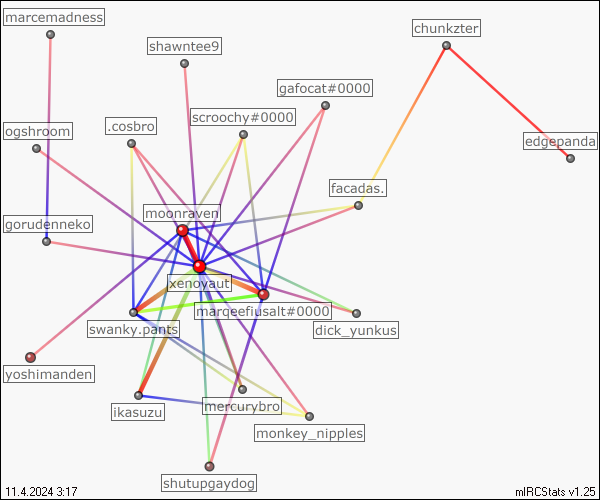 marcemadness
chunkzter
shawntee9
gafocat#0000
scroochy#0000
.cosbro
ogshroom
edgepanda
facadas.
moonraven
gorudenneko
xenoyaut
marqeefiusalt#0000
swanky.pants
dick_yunkus
yoshimanden
ikasuzu
mercurybro
monkey_nipples
shutupgaydog
11.4.2024 3:17
mIRCStats v1.25